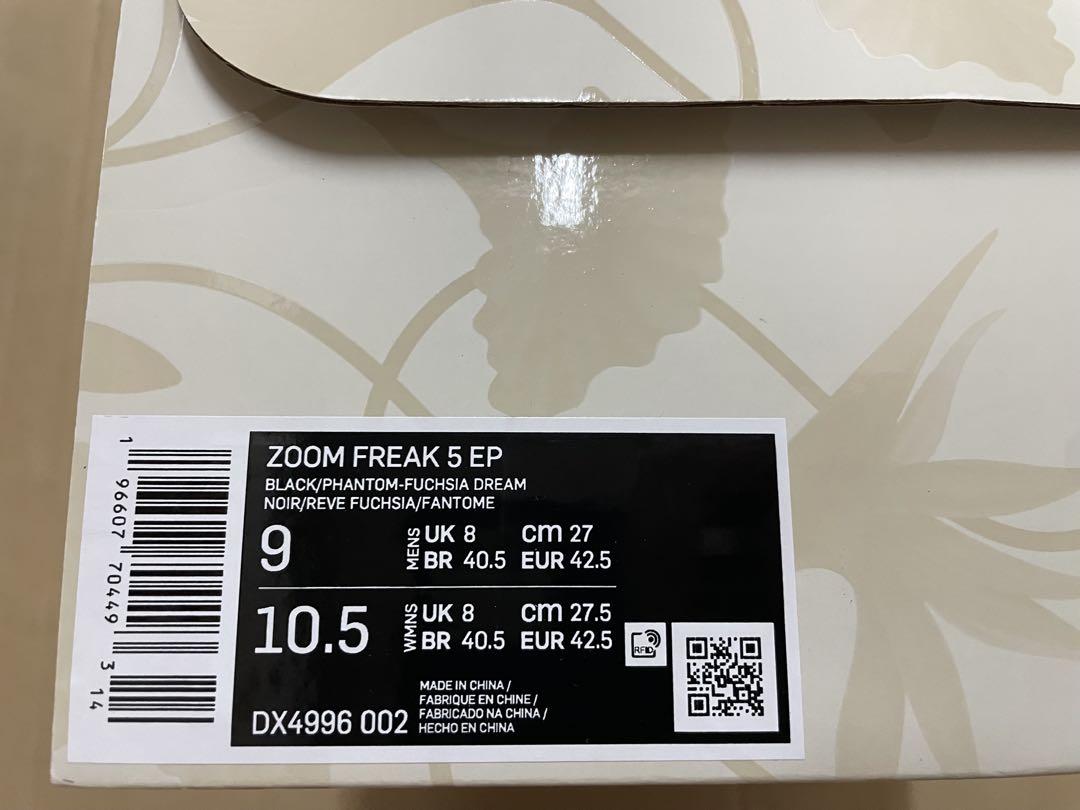 ZOOM FREAK 5 EP
BLACK/PHANTOM-FUCHSIA DREAM
NOIR/REVE FUCHSIA/FANTOME
9 MENS UK 8 cm 27
BR 40.5 EUR 42.5
10.5 WMNS UK 8 cm 27.5
BR 40.5 EUR 42.5
RFID
MADE IN CHINA /
FABRIQUE EN CHINE /
FABRICADO NA CHINA /
HECHO EN CHINA
DX4996 002
1 96607 70449 3 14